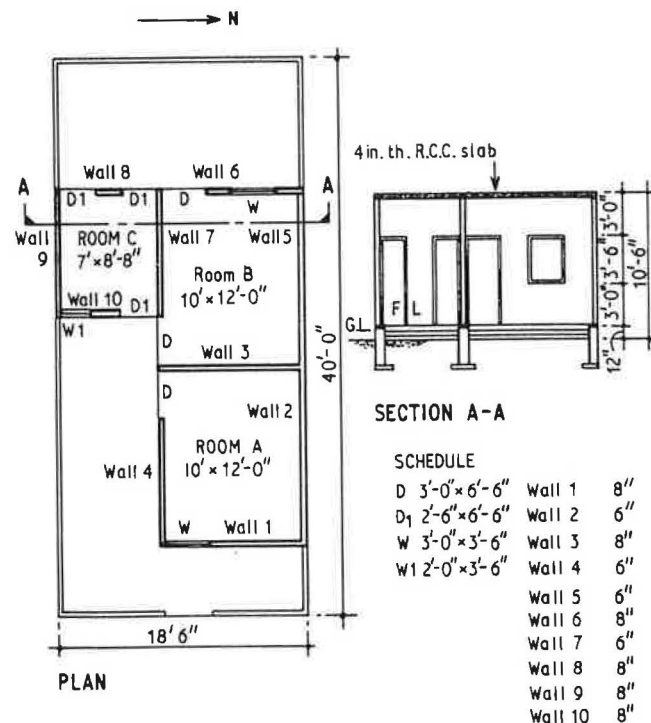 N
4in. th. R.C.C. slab
Wall 8
Wall 6
A
A
D1
D1
D
W
Wall 9
ROOM C
7'×8'-8"
Wall 7
Wall 5
Room B
10'×12'-0"
Wall 10
D1
W1
D
Wall 3
D
Wall 2
ROOM A
10'×12'-0"
Wall 4
W
Wall 1
40'-0"
18'6"
PLAN
F L
G.L
3'-0"
3'-6"
3'-0"
12"
10'-6"
SECTION A-A
SCHEDULE
D 3'-0"×6'-6" Wall 1 8"
D1 2'-6"×6'-6" Wall 2 6"
W 3'-0"×3'-6" Wall 3 8"
W1 2'-0"×3'-6" Wall 4 6"
Wall 5 6"
Wall 6 8"
Wall 7 6"
Wall 8 8"
Wall 9 8"
Wall 10 8"